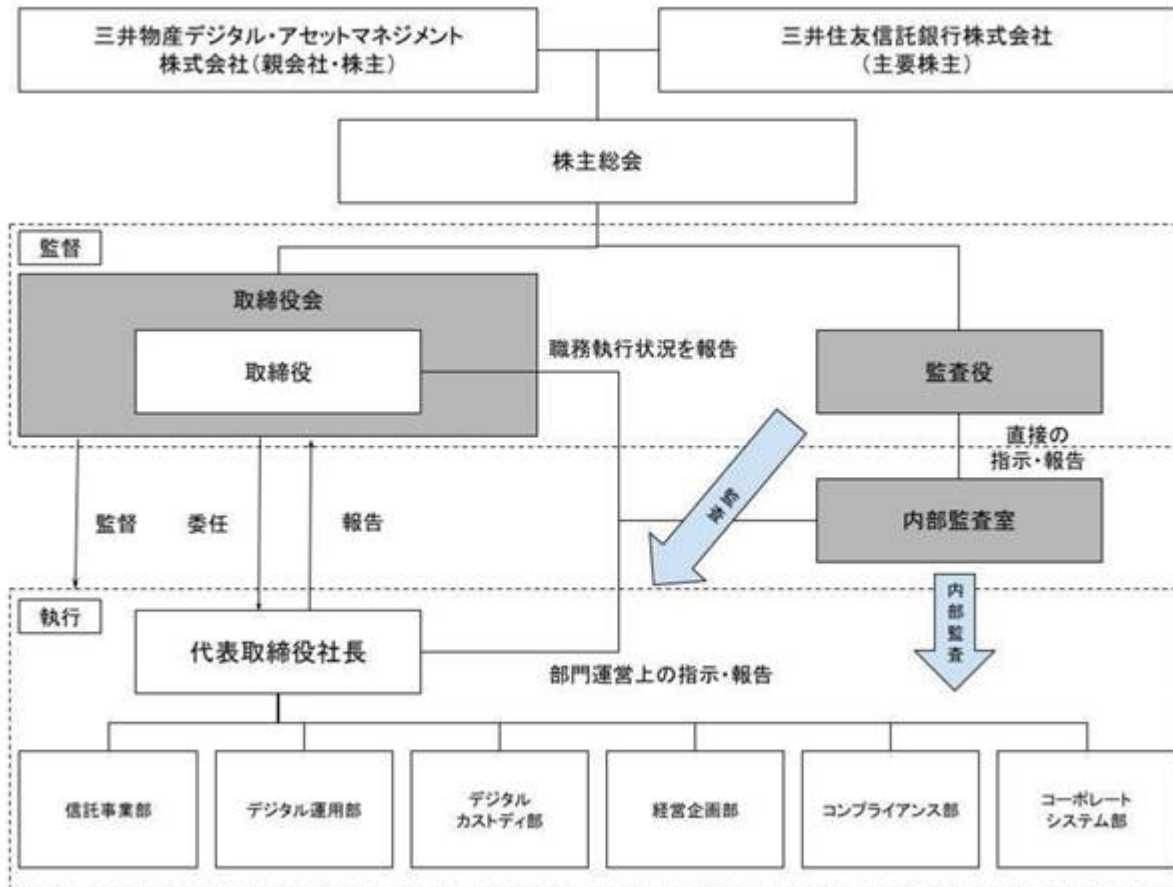 三井物産デジタル・アセットマネジメント
株式会社(親会社・株主)
三井住友信託銀行株式会社
(主要株主)
株主総会
監督
取締役会
取締役
職務執行状況を報告
監査役
直接の
指示・報告
監査
内部監査室
監督
委任
報告
内部監査
執行
代表取締役社長
部門運営上の指示・報告
信託事業部
デジタル運用部
デジタル
カストディ部
経営企画部
コンプライアンス部
コーポレート
システム部